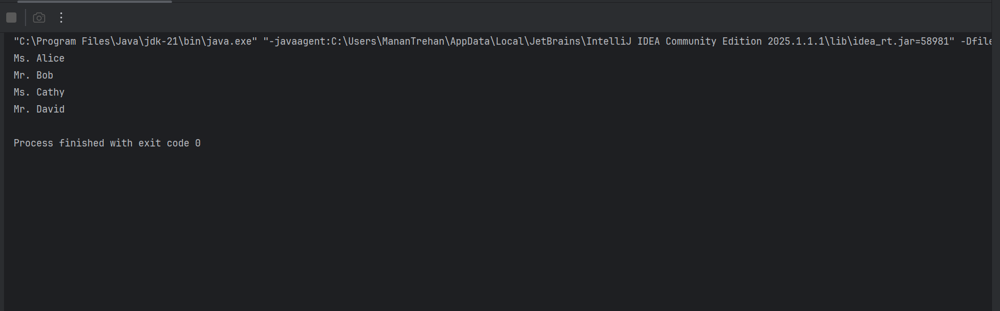 "C:\Program Files\Java\jdk-21\bin\java.exe" "-javaagent:C:\Users\MananTrehan\AppData\Local\JetBrains\IntelliJ IDEA Community Edition 2025.1.1.1\lib\idea_rt.jar=58981" -Dfile
Ms. Alice
Mr. Bob
Ms. Cathy
Mr. David
Process finished with exit code 0